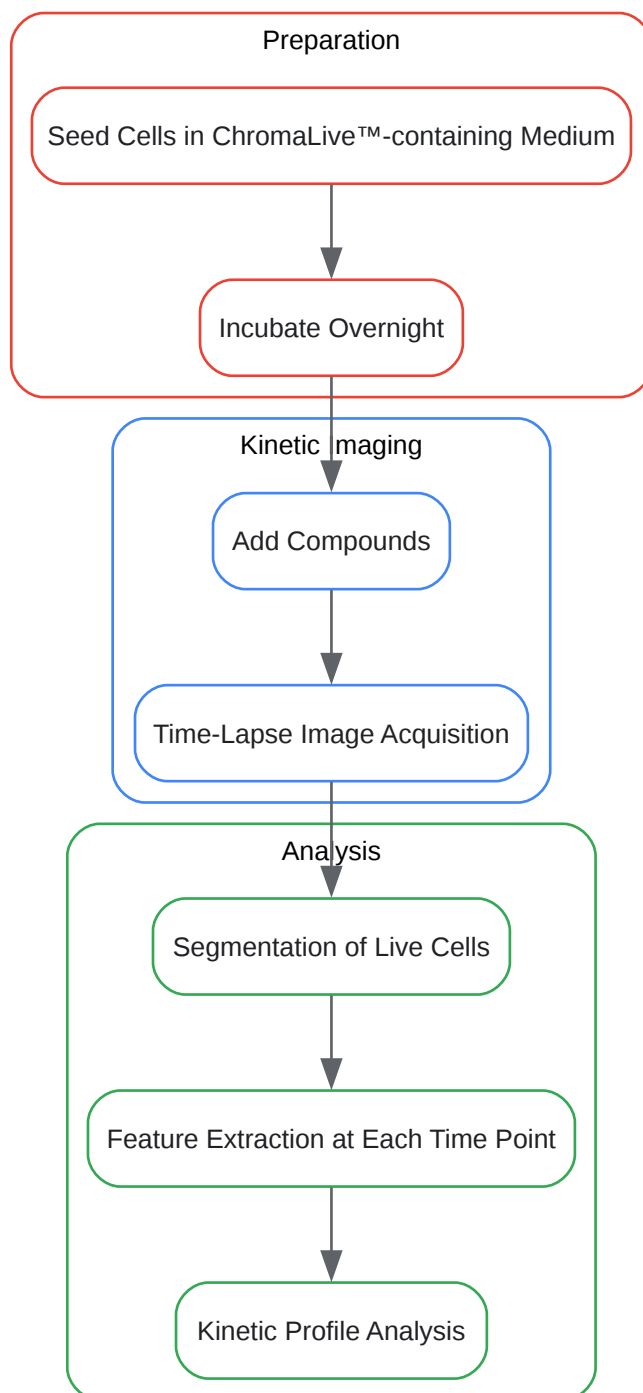 Preparation
Seed Cells in ChromaLive™-containing Medium
Incubate Overnight
Kinetic Imaging
Add Compounds
Time-Lapse Image Acquisition
Analysis
Segmentation of Live Cells
Feature Extraction at Each Time Point
Kinetic Profile Analysis